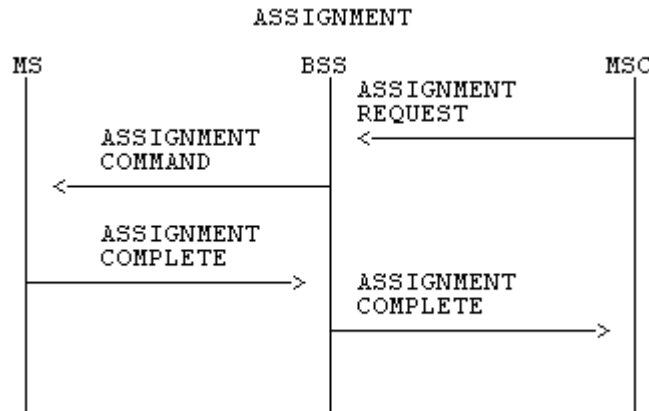 ASSIGNMENT
MS BSS MSC
ASSIGNMENT
REQUEST
ASSIGNMENT
COMMAND
ASSIGNMENT
COMPLETE
ASSIGNMENT
COMPLETE